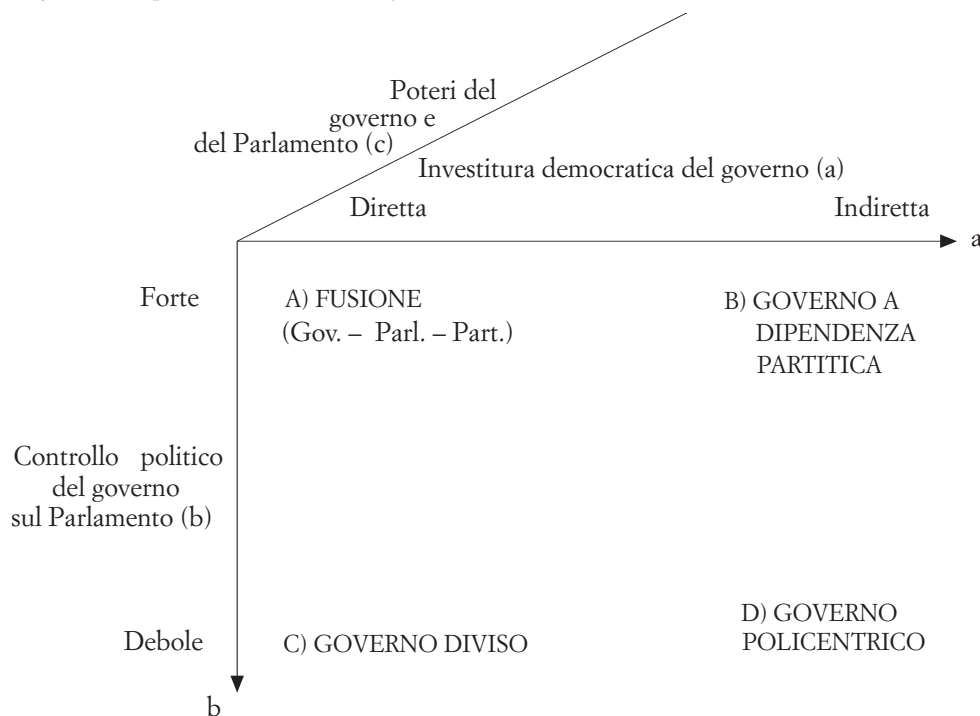 Poteri del
governo e
del Parlamento (c)
Investitura democratica del governo (a)
Diretta Indiretta
a
Forte
A) FUSIONE
(Gov. – Parl. – Part.)
B) GOVERNO A
DIPENDENZA
PARTITICA
Controllo politico
del governo
sul Parlamento (b)
Debole
C) GOVERNO DIVISO
D) GOVERNO
POLICENTRICO
b